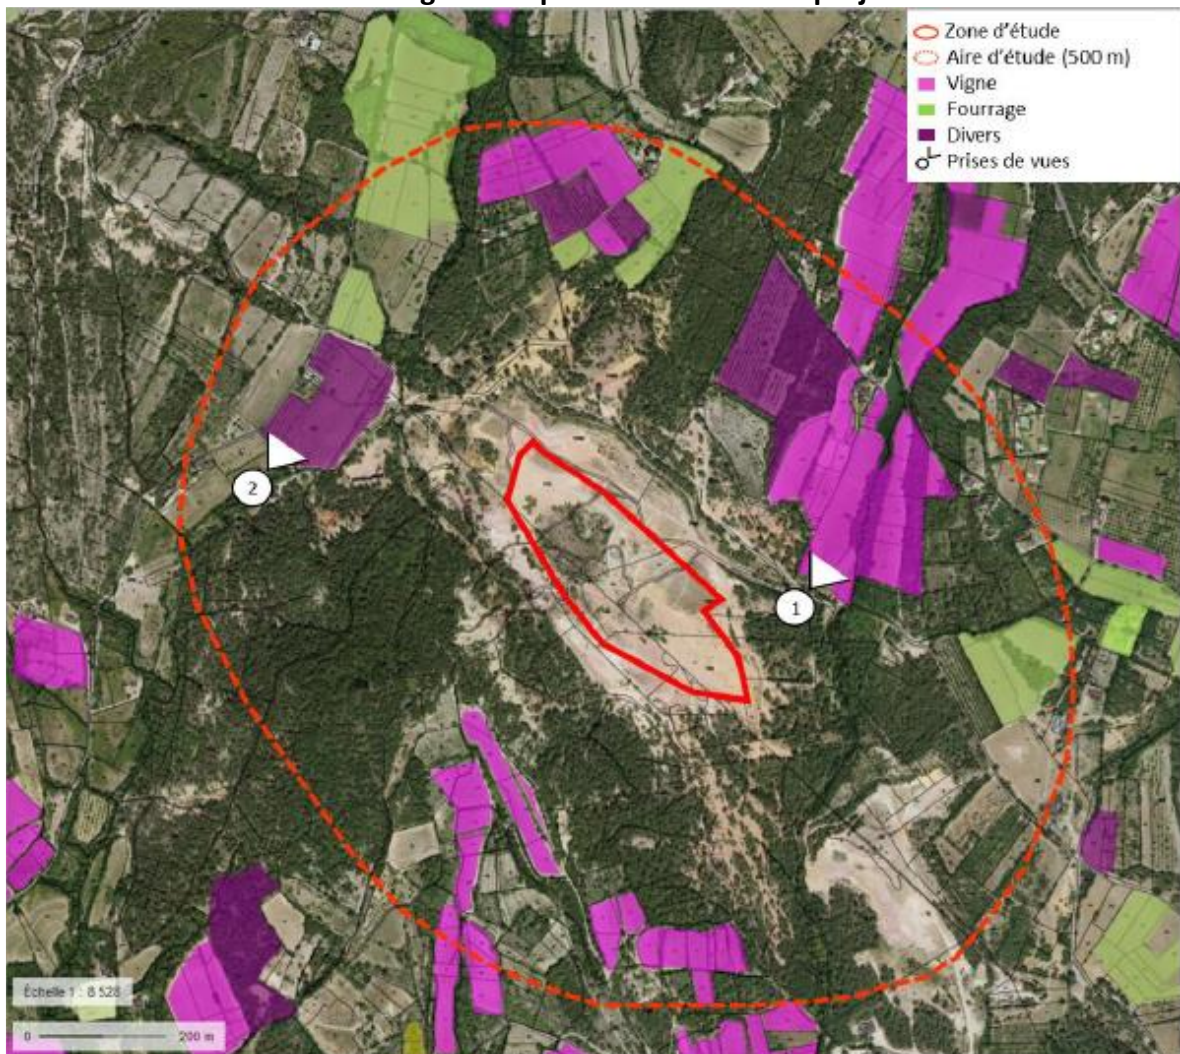 Zone d'étude
Aire d'étude (500 m)
Vigne
Fourrage
Divers
Prises de vues
2
1
Échelle 1 : 8 528
0 200 m